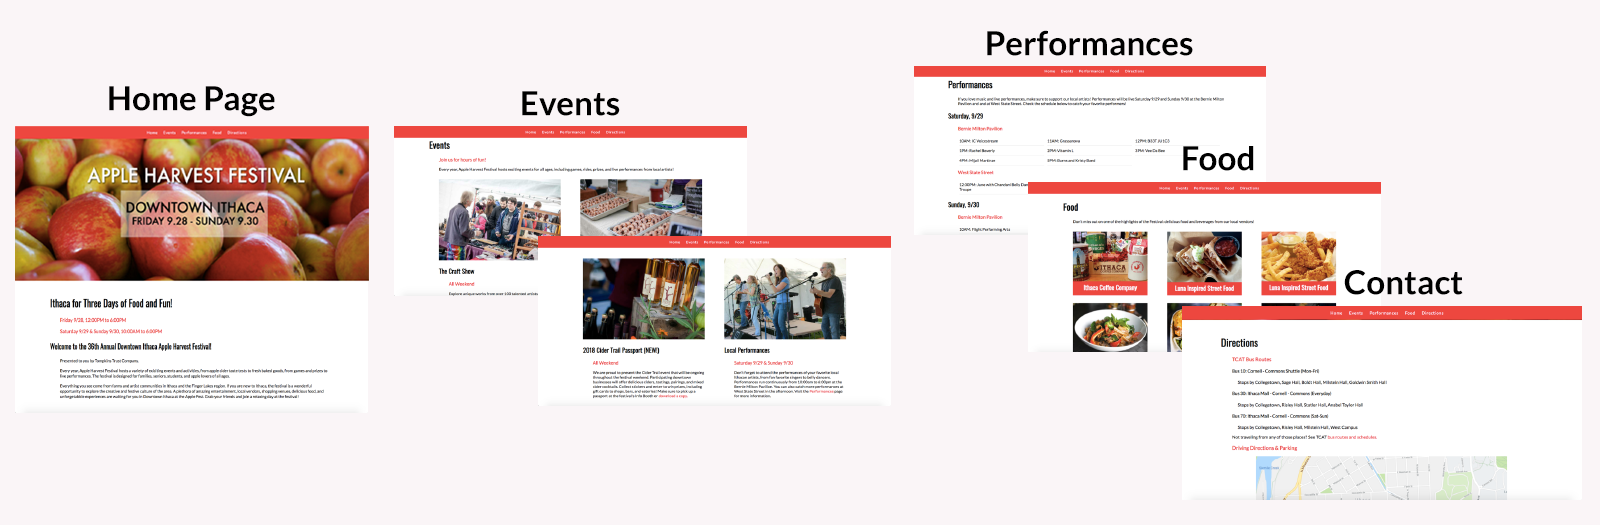 Home Page
Home Events Performances Food Directions
APPLE HARVEST FESTIVAL
DOWNTOWN ITHACA
FRIDAY 9.28 - SUNDAY 9.30
Ithaca for Three Days of Food and Fun!
Friday 9/28, 12:00PM to 6:00PM
Saturday 9/29 & Sunday 9/30, 10:00AM to 6:00PM
Welcome to the 36th Annual Downtown Ithaca Apple Harvest Festival!
Presented to you by Tompkins Trust Company.
Every year, Apple Harvest Festival hosts a variety of exciting events and activities, from apple cider taste tests to fresh baked goods, from games and prizes to
live performances. The festival is designed for families, seniors, students, and apple lovers of all ages.
Everything you see come from farms and artist communities in Ithaca and the Finger Lakes region. If you are new to Ithaca, the festival is a wonderful
opportunity to explore the creative and festive culture of the area. A plethora of amazing entertainment, local vendors, shopping venues, delicious food, and
unforgettable experiences are waiting for you in Downtown Ithaca at the Apple Fest. Grab your friends and join a relaxing day at the festival!
Events
Home Events Performances Food Directions
Events
Join us for hours of fun!
Every year, Apple Harvest Festival hosts exciting events for all ages, including games, rides, prizes, and live performances from local artists!
The Craft Show
All Weekend
Explore unique works from over 100 talented artists
Home Events Performances Food Directions
2018 Cider Trail Passport (NEW!)
All Weekend
We are proud to present the Cider Trail event that will be ongoing
throughout the festival weekend. Participating downtown
businesses will offer delicious ciders, tastings, pairings, and mixed
cider cocktails. Collect stickers and win tons of prizes, including
gift cards to shops, bars, and eateries! Make sure to pick up a
passport at the festival's Info Booth or download a copy.
Local Performances
Saturday 9/29 & Sunday 9/30
Don't forget to attend the performances of your favorite local
Ithacan artists, from fire favorite singers to belly dancers.
Performances run continuously from 10:00am to 6:00pm at the
Bernie Milton Pavilion. You can also catch more performances at
West State Street in the afternoon. Visit the Performances page
for more information.
Performances
Home Events Performances Food Directions
Performances
If you love music and live performances, make sure to support our local artists! Performances will be live Saturday 9/29 and Sunday 9/30 at the Bernie Milton
Pavilion and and at West State Street. Check the schedule below to catch your favorite performers!
Saturday, 9/29
Bernie Milton Pavilion
10AM: JC Voicestream 11AM: Encoanona 12PM: BEST JUICE
1PM: Rachel Beverly 2PM: Vitamin L 3PM: Vee Da Bee
4PM: Mijail Martinez 5PM: Burns and Kristy Band
West State Street
12:00PM: June with Chandani Belly Dan
Troupe
Sunday, 9/30
Bernie Milton Pavilion
10AM: Flight Performing Arts
Food
Home Events Performances Food Directions
Food
Don't miss out on one of the highlights of the festival: delicious food and beverages from our local vendors!
ITHACA
Ithaca Coffee Company
Luna Inspired Street Food
Luna Inspired Street Food
Contact
Home Events Performances Food Directions
Directions
TCAT Bus Routes
Bus 10: Cornell - Commons Shuttle (Mon-Fri)
Stops by Collegetown, Sage Hall, Boldt Hall, Milstein Hall, Goldwin Smith Hall
Bus 30: Ithaca Mall - Cornell - Commons (Everyday)
Stops by Collegetown, Risley Hall, Statler Hall, Anabel Taylor Hall
Bus 70: Ithaca Mall - Cornell - Commons (Sat-Sun)
Stops by Collegetown, Risley Hall, Milstein Hall, West Campus
Not traveling from any of those places? See TCAT bus routes and schedules.
Driving Directions & Parking